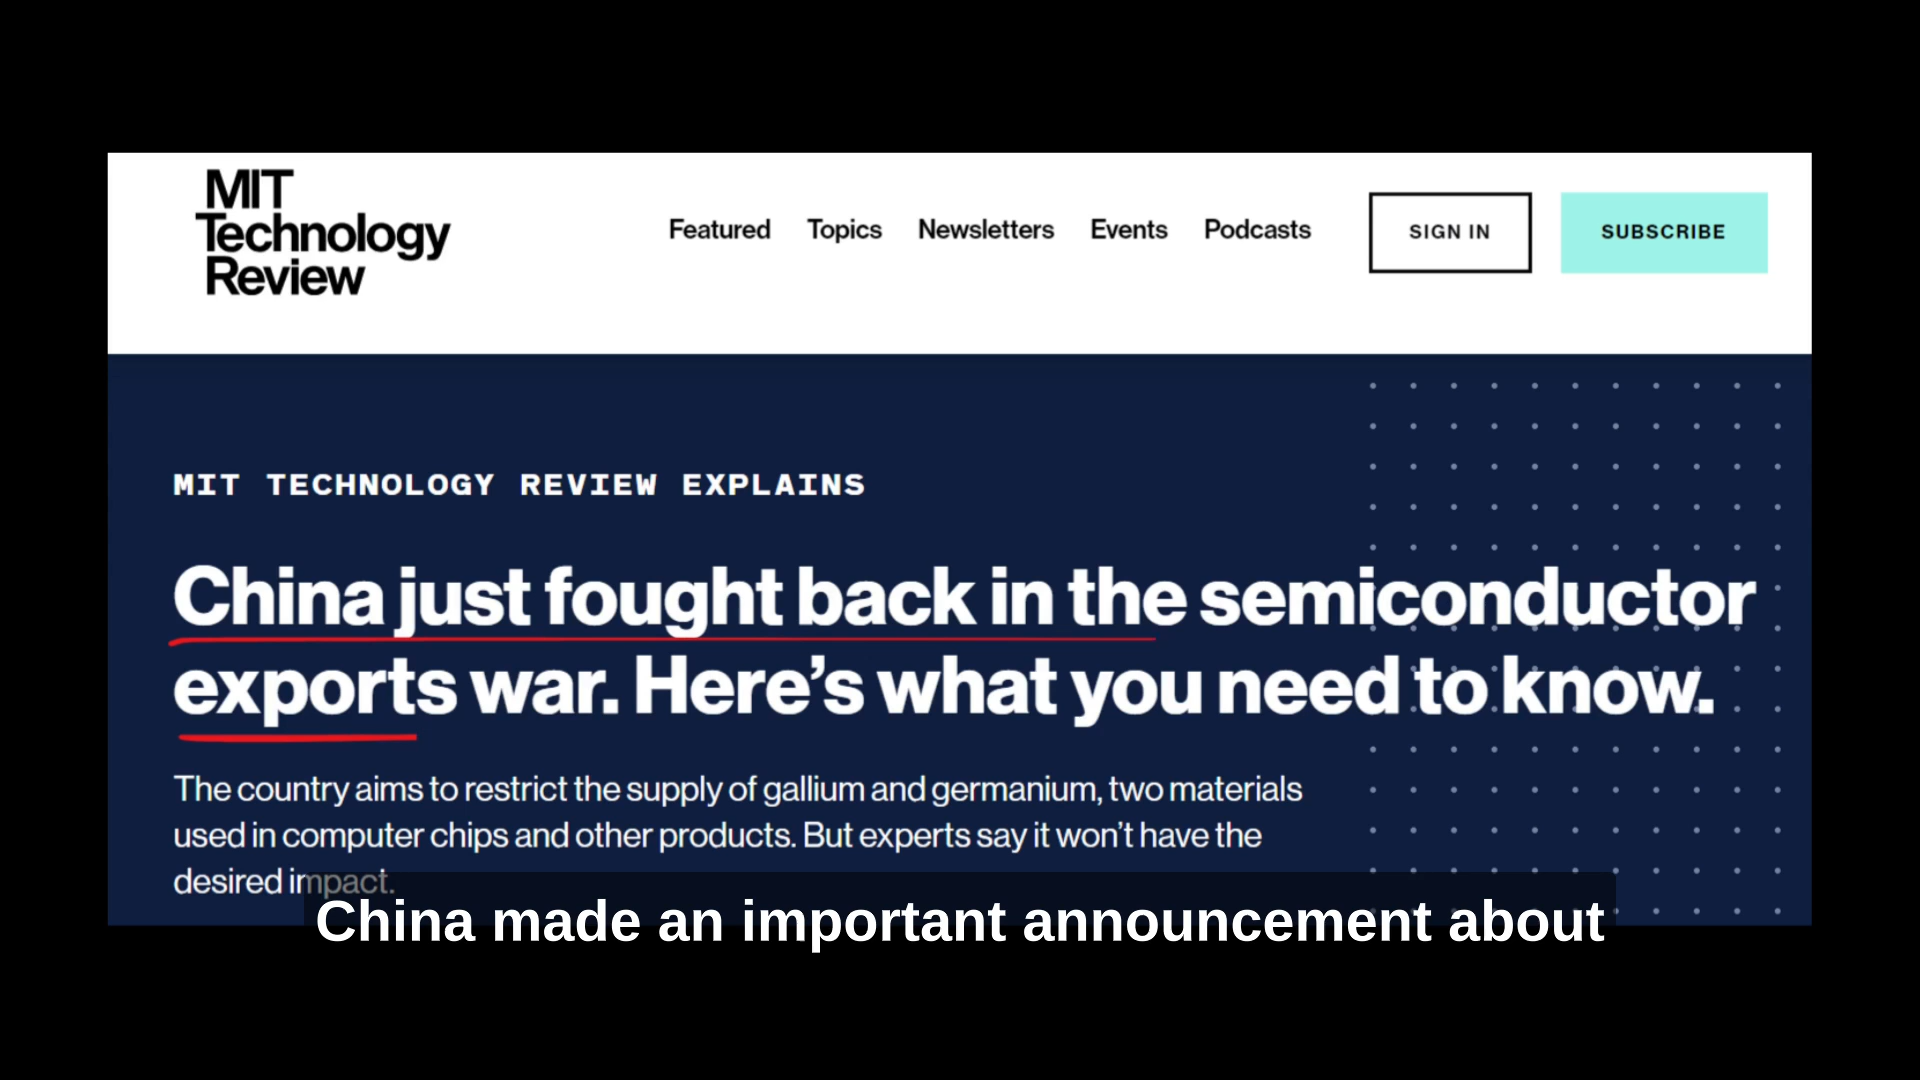 MIT
Technology
Review
Featured Topics Newsletters Events Podcasts SIGN IN SUBSCRIBE
MIT TECHNOLOGY REVIEW EXPLAINS
China just fought back in the semiconductor
exports war. Here’s what you need to know.
The country aims to restrict the supply of gallium and germanium, two materials
used in computer chips and other products. But experts say it won’t have the
desired impact.
China made an important announcement about